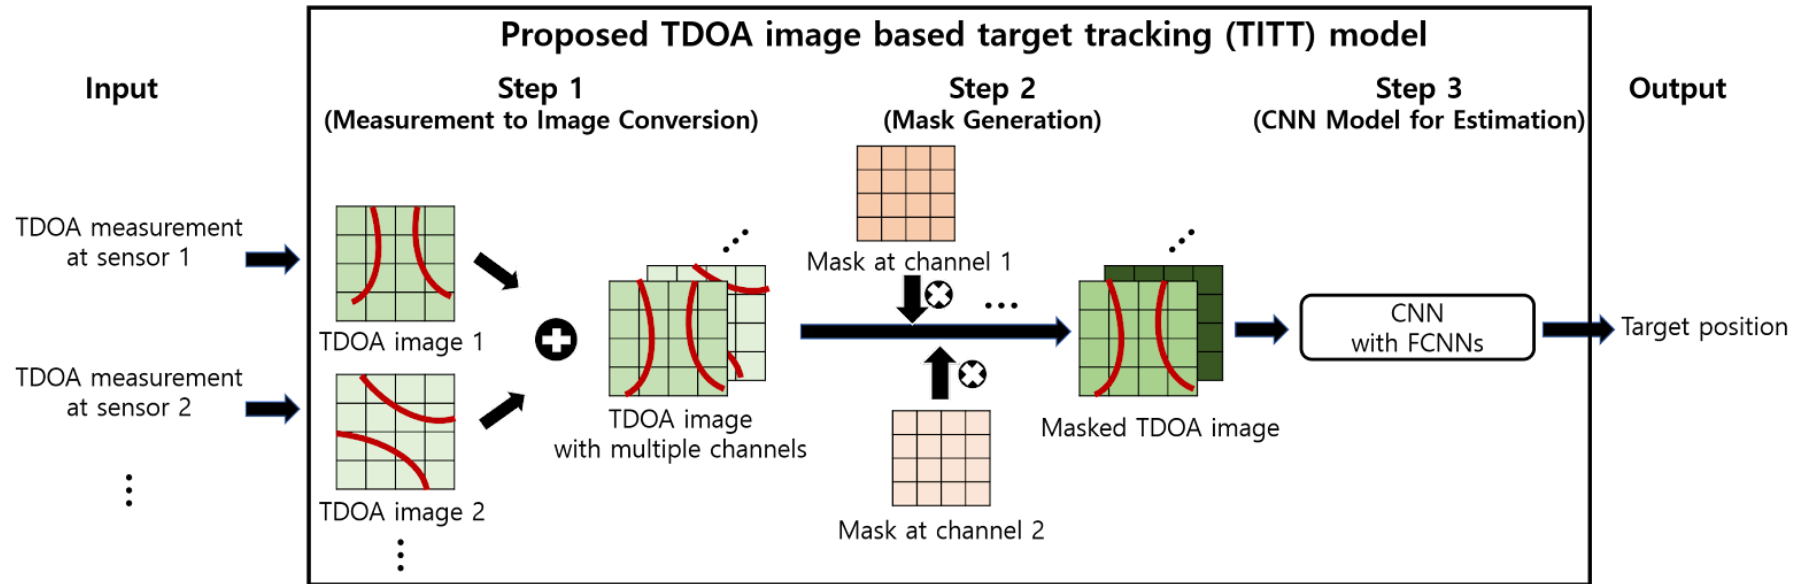 Proposed TDOA image based target tracking (TITT) model
Input
Step 1
(Measurement to Image Conversion)
Step 2
(Mask Generation)
Step 3
(CNN Model for Estimation)
Output
TDOA measurement
at sensor 1
TDOA image 1
TDOA measurement
at sensor 2
TDOA image 2
TDOA image
with multiple channels
Mask at channel 1
Mask at channel 2
Masked TDOA image
CNN
with FCNNs
Target position